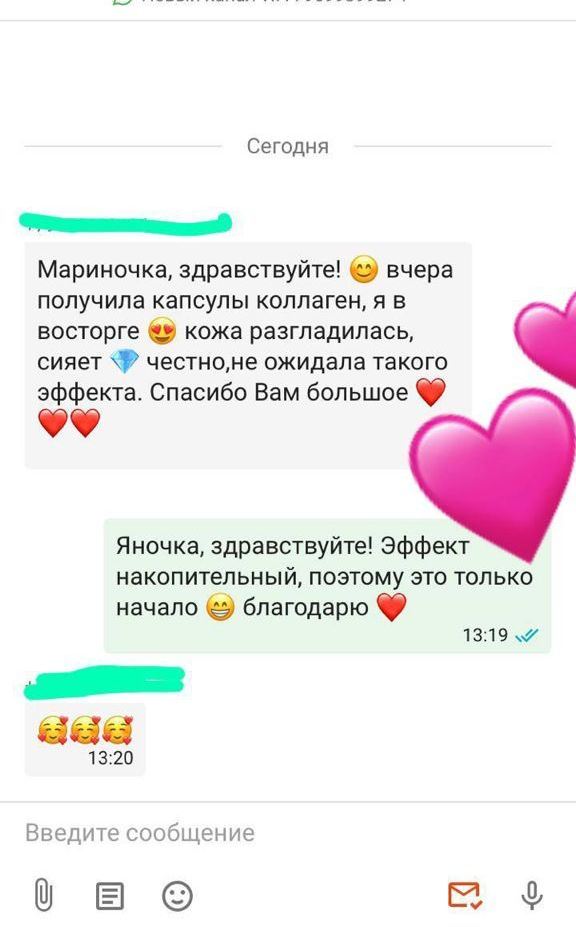 Сегодня
Мариночка, здравствуйте! 😊 вчера
получила капсулы коллаген, я в
восторге 😍 кожа разгладилась,
сияет 💎 честно,не ожидала такого
эффекта. Спасибо Вам большое ❤️
❤️❤️
Яночка, здравствуйте! Эффект
накопительный, поэтому это только
начало 😁 благодарю ❤️
13:19
🥰🥰🥰
13:20
Введите сообщение